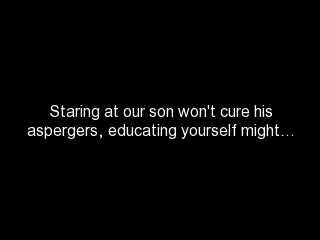 Staring at our son won't cure his
aspergers, educating yourself might…